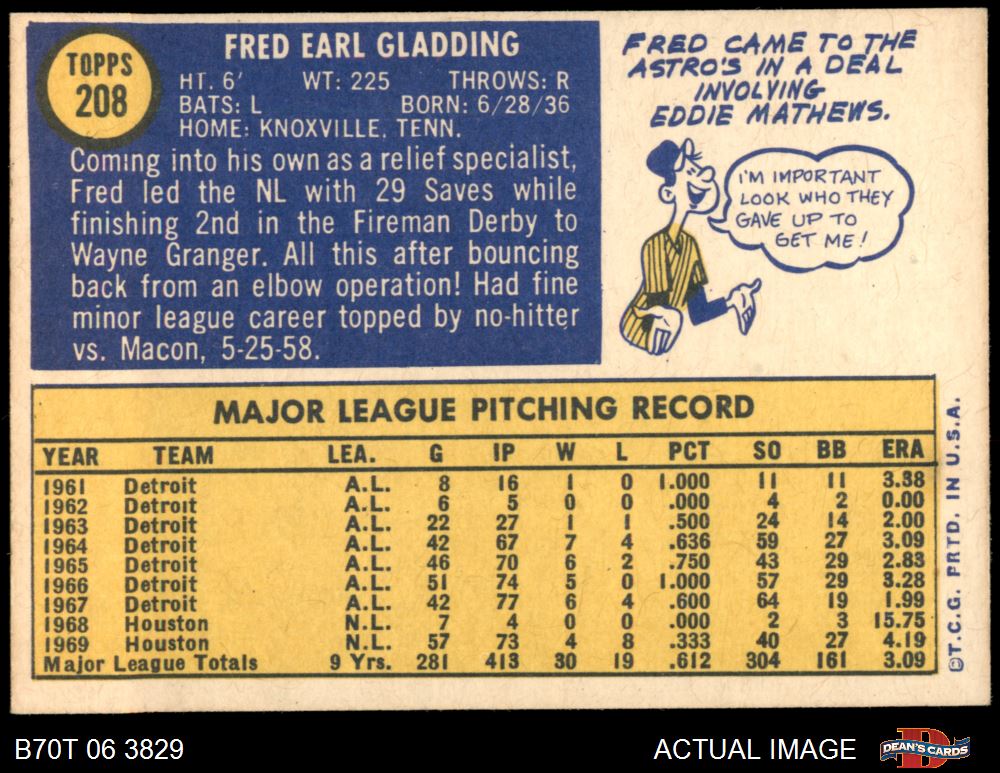 TOPPS
208
FRED EARL GLADDING
HT. 6' WT: 225 THROWS: R
BATS: L BORN: 6/28/36
HOME: KNOXVILLE, TENN.
Coming into his own as a relief specialist,
Fred led the NL with 29 Saves while
finishing 2nd in the Fireman Derby to
Wayne Granger. All this after bouncing
back from an elbow operation! Had fine
minor league career topped by no-hitter
vs. Macon, 5-25-58.
FRED CAME TO THE
ASTRO'S IN A DEAL
INVOLVING
EDDIE MATHEWS.
I'M IMPORTANT
LOOK WHO THEY
GAVE UP TO
GET ME!
MAJOR LEAGUE PITCHING RECORD
YEAR TEAM LEA. G IP W L PCT SO BB ERA
1961 Detroit A.L. 8 16 1 0 1.000 11 11 3.38
1962 Detroit A.L. 6 5 0 0 .000 4 2 0.00
1963 Detroit A.L. 22 27 1 1 .500 24 14 2.00
1964 Detroit A.L. 42 67 7 4 .636 59 27 3.09
1965 Detroit A.L. 46 70 6 2 .750 43 29 2.83
1966 Detroit A.L. 51 74 5 0 1.000 57 29 3.28
1967 Detroit A.L. 42 77 6 4 .600 64 19 1.99
1968 Houston N.L. 7 4 0 0 .000 2 3 15.75
1969 Houston N.L. 57 73 4 8 .333 40 27 4.19
Major League Totals 9 Yrs. 281 413 30 19 .612 304 161 3.09
©T.C.G. PRTD. IN U.S.A.
B70T 06 3829
ACTUAL IMAGE
DEAN'S CARDS